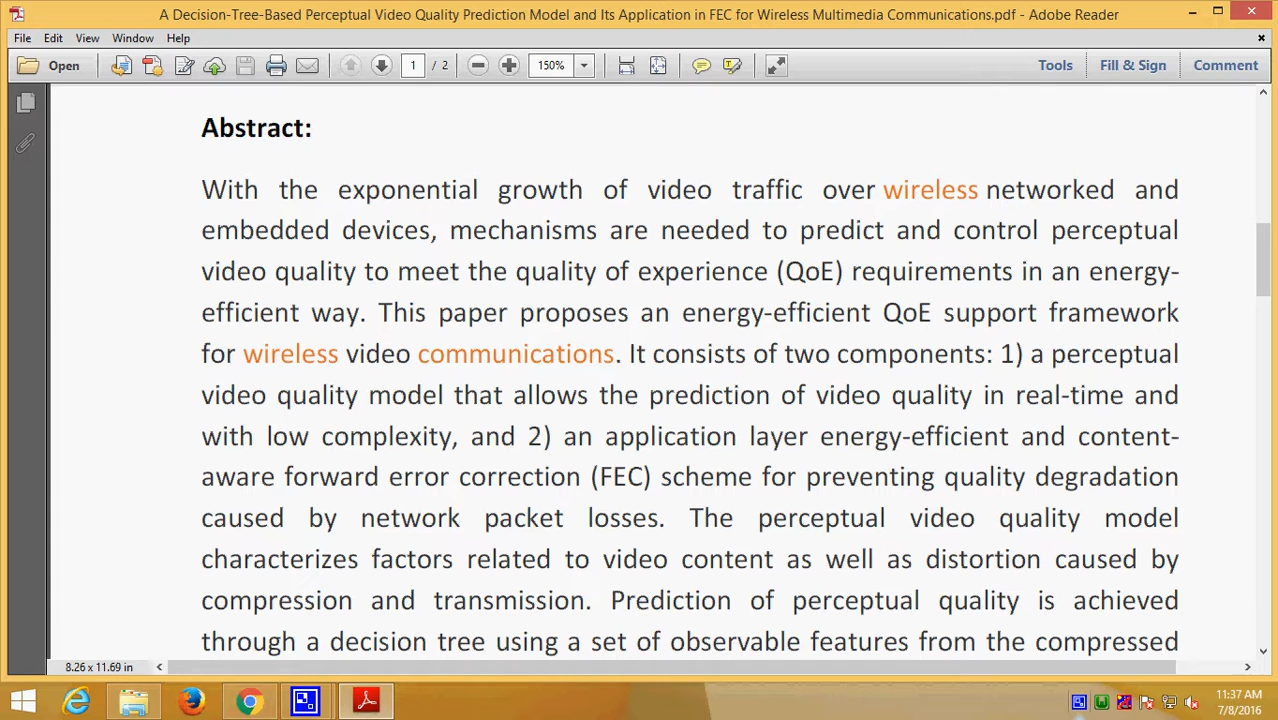 A Decision-Tree-Based Perceptual Video Quality Prediction Model and Its Application in FEC for Wireless Multimedia Communications.pdf - Adobe Reader
File Edit View Window Help
Open 1 / 2 150% Tools Fill & Sign Comment
Abstract:
With the exponential growth of video traffic over wireless networked and
embedded devices, mechanisms are needed to predict and control perceptual
video quality to meet the quality of experience (QoE) requirements in an energy-
efficient way. This paper proposes an energy-efficient QoE support framework
for wireless video communications. It consists of two components: 1) a perceptual
video quality model that allows the prediction of video quality in real-time and
with low complexity, and 2) an application layer energy-efficient and content-
aware forward error correction (FEC) scheme for preventing quality degradation
caused by network packet losses. The perceptual video quality model
characterizes factors related to video content as well as distortion caused by
compression and transmission. Prediction of perceptual quality is achieved
through a decision tree using a set of observable features from the compressed
8.26 x 11.69 in
11:37 AM
7/8/2016